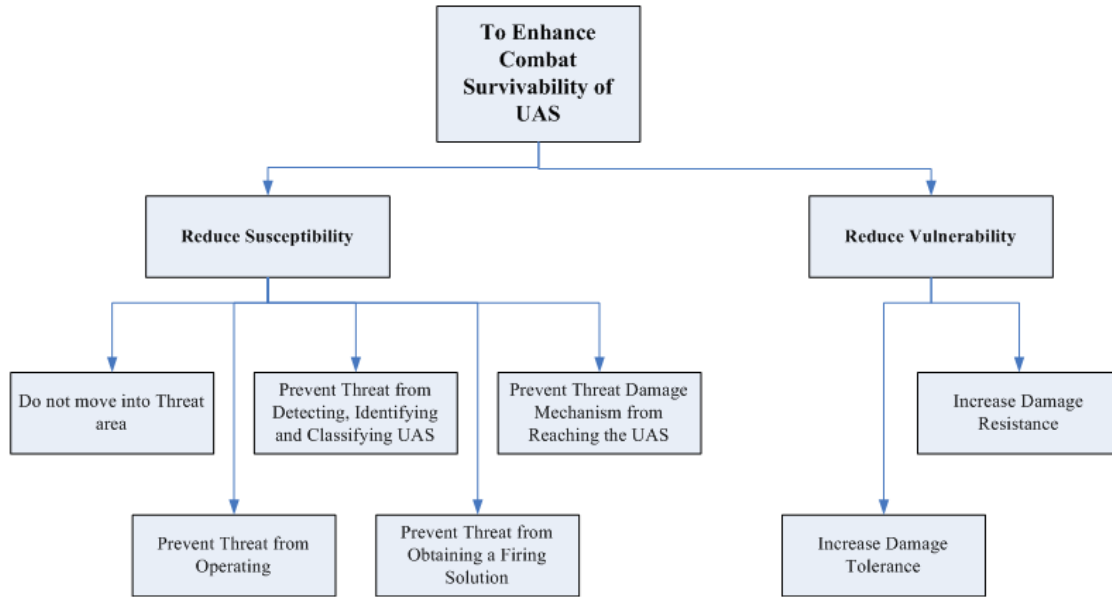 To Enhance
Combat
Survivability of
UAS
Reduce Susceptibility
Reduce Vulnerability
Do not move into Threat
area
Prevent Threat from
Detecting, Identifying
and Classifying UAS
Prevent Threat Damage
Mechanism from
Reaching the UAS
Increase Damage
Resistance
Prevent Threat from
Operating
Prevent Threat from
Obtaining a Firing
Solution
Increase Damage
Tolerance